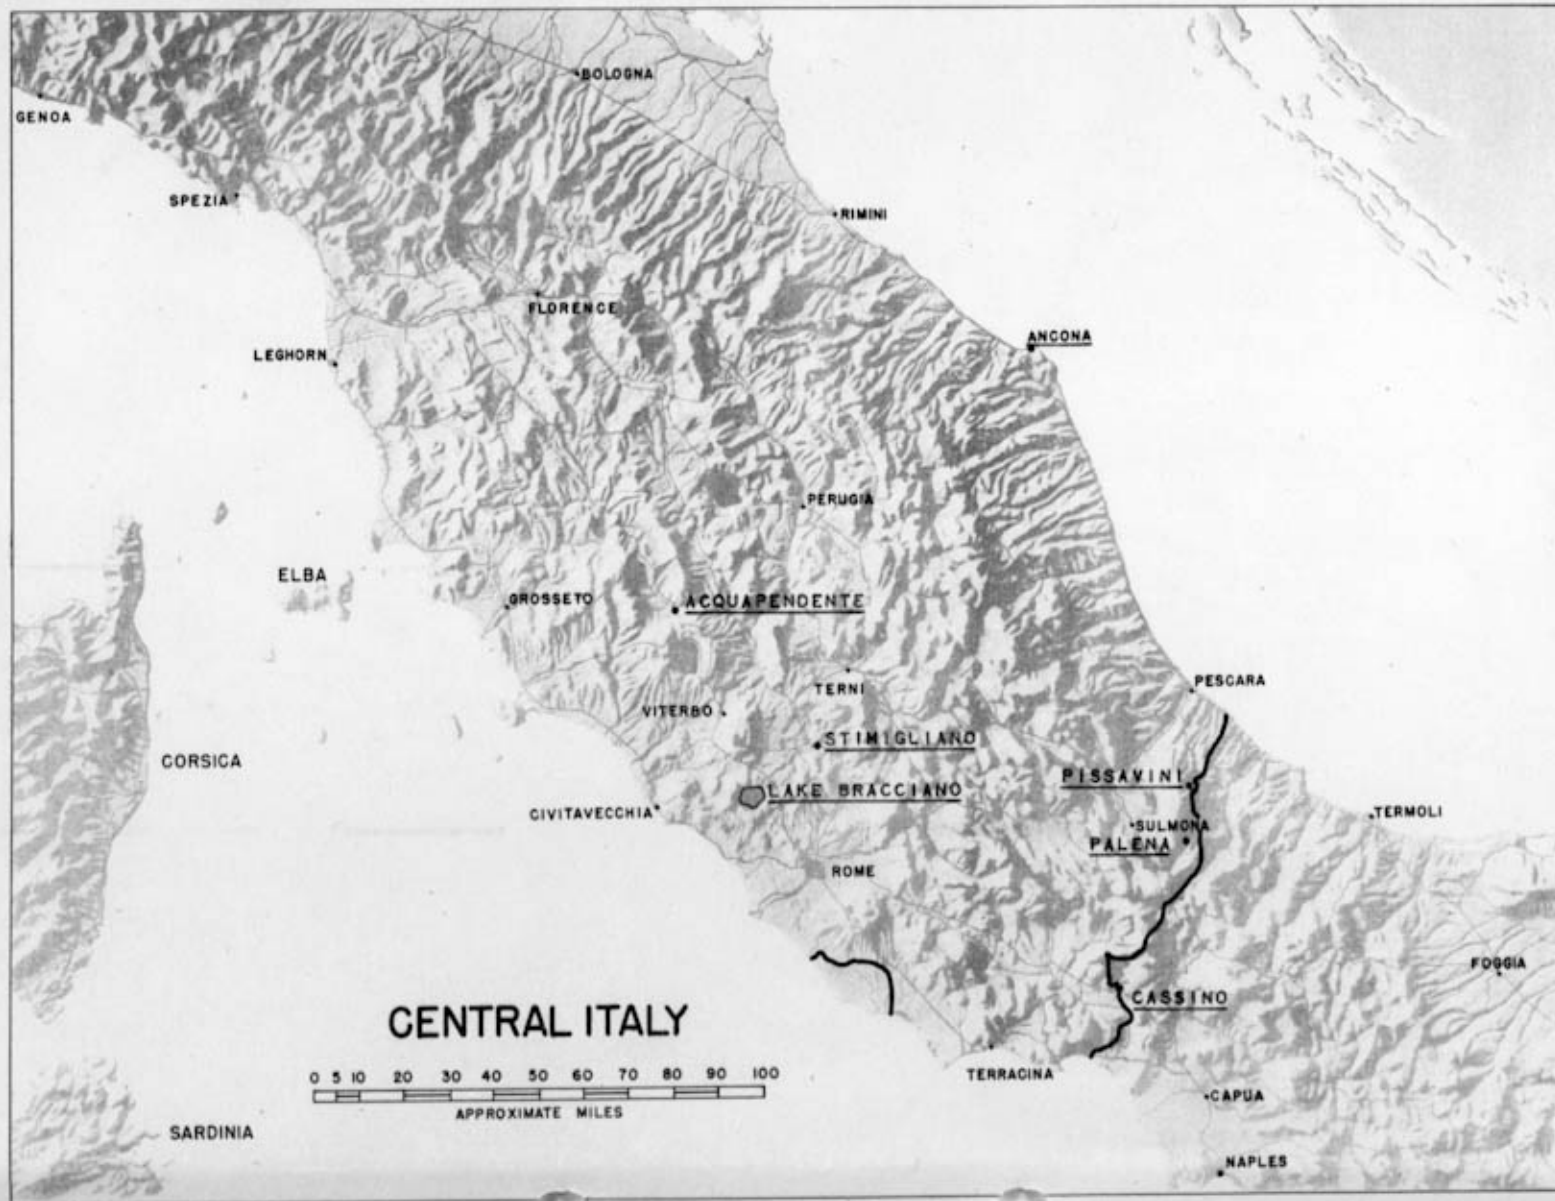 BOLOGNA
GENOA
SPEZIA
RIMINI
FLORENCE
ANCONA
LEGHORN
PERUGIA
ELBA
GROSSETO
ACQUAPENDENTE
PESCARA
TERNI
VITERBO
STIMIGLIANO
CORSICA
PISSAVINI
LAKE BRACCIANO
CIVITAVECCHIA
TERMOLI
SULMONA
PALENA
ROME
FOGGIA
CASSINO
CENTRAL ITALY
TERRACINA
0 5 10 20 30 40 50 60 70 80 90 100
APPROXIMATE MILES
CAPUA
SARDINIA
NAPLES